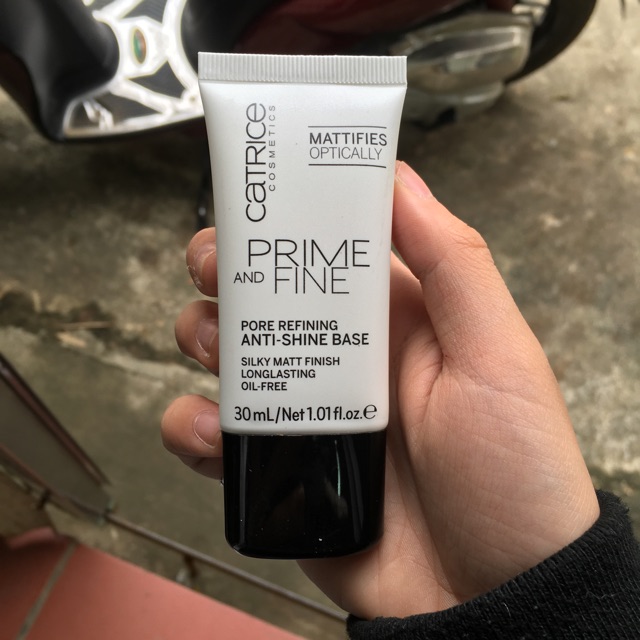 CATRICE
COSMETICS
MATTIFIES
OPTICALLY
PRIME
AND FINE
PORE REFINING
ANTI-SHINE BASE
SILKY MATT FINISH
LONGLASTING
OIL-FREE
30 mL/Net 1.01 fl.oz.℮